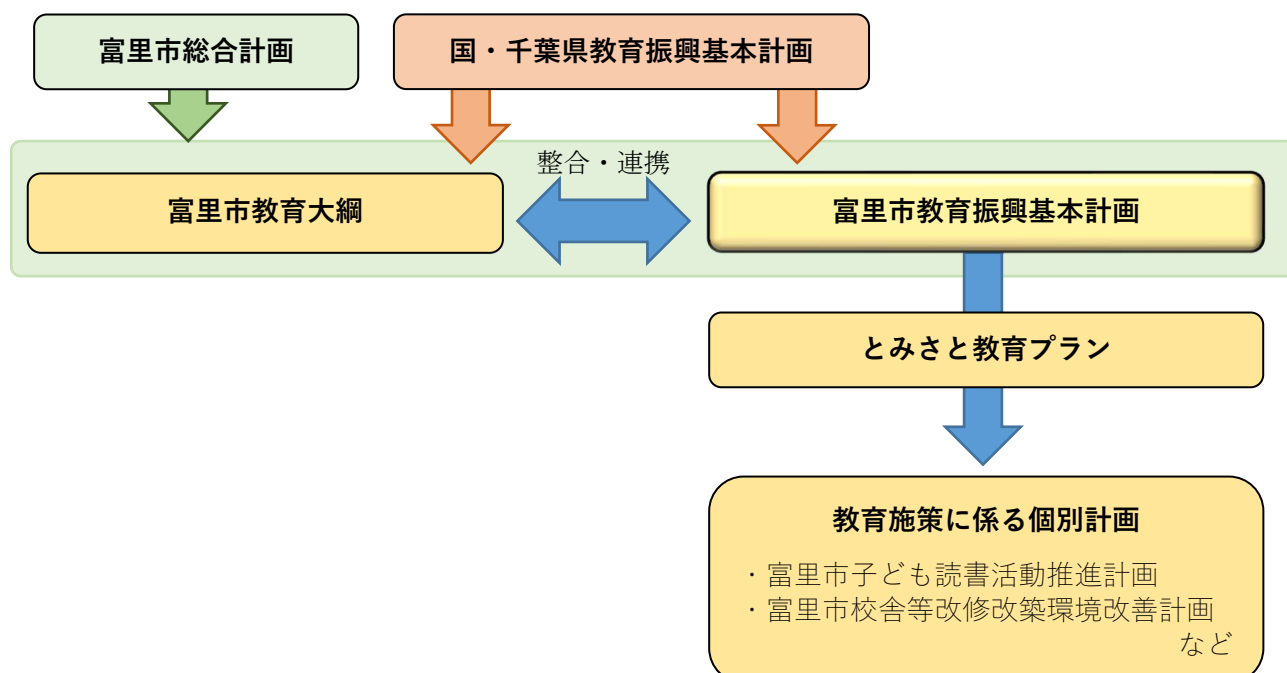 富里市総合計画
国・千葉県教育振興基本計画
整合・連携
富里市教育大綱
富里市教育振興基本計画
とみさと教育プラン
教育施策に係る個別計画
・富里市子ども読書活動推進計画
・富里市校舎等改修改築環境改善計画
など